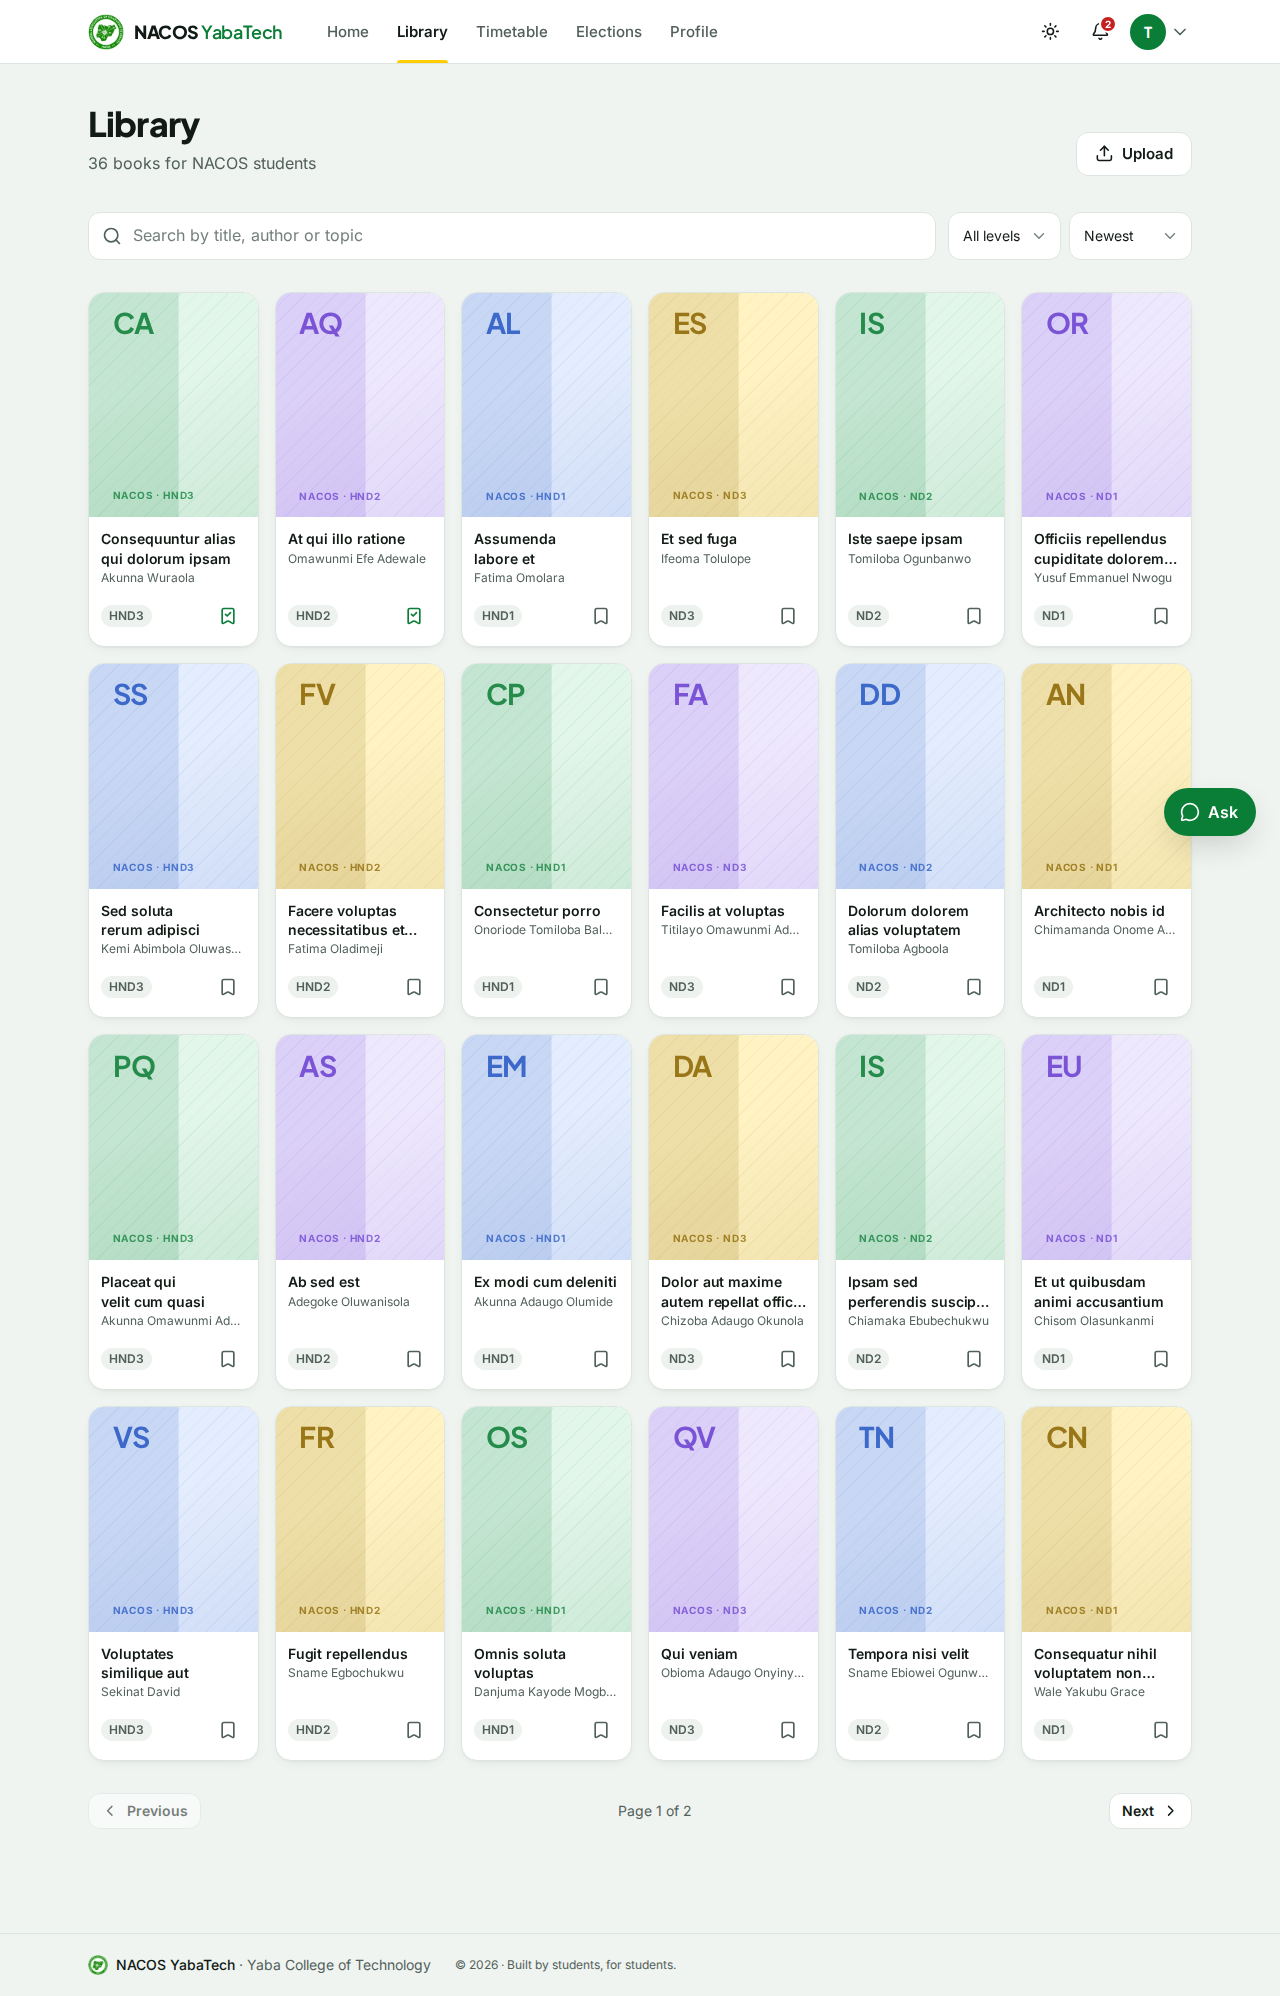 NACOS YabaTech
Home
Library
Timetable
Elections
Profile
2
T
Library
36 books for NACOS students
Upload
Search by title, author or topic
All levels
Newest
CA
NACOS · HND3
Consequuntur alias
qui dolorum ipsam
Akunna Wuraola
HND3
AQ
NACOS · HND2
At qui illo ratione
Omawunmi Efe Adewale
HND2
AL
NACOS · HND1
Assumenda
labore et
Fatima Omolara
HND1
ES
NACOS · ND3
Et sed fuga
Ifeoma Tolulope
ND3
IS
NACOS · ND2
Iste saepe ipsam
Tomiloba Ogunbanwo
ND2
OR
NACOS · ND1
Officiis repellendus
cupiditate dolorem...
Yusuf Emmanuel Nwogu
ND1
SS
NACOS · HND3
Sed soluta
rerum adipisci
Kemi Abimbola Oluwas...
HND3
FV
NACOS · HND2
Facere voluptas
necessitatibus et...
Fatima Oladimeji
HND2
CP
NACOS · HND1
Consectetur porro
Onoriode Tomiloba Bal...
HND1
FA
NACOS · ND3
Facilis at voluptas
Titilayo Omawunmi Ad...
ND3
DD
NACOS · ND2
Dolorum dolorem
alias voluptatem
Tomiloba Agboola
ND2
AN
NACOS · ND1
Architecto nobis id
Chimamanda Onome A...
ND1
Ask
PQ
NACOS · HND3
Placeat qui
velit cum quasi
Akunna Omawunmi Ad...
HND3
AS
NACOS · HND2
Ab sed est
Adegoke Oluwanisola
HND2
EM
NACOS · HND1
Ex modi cum deleniti
Akunna Adaugo Olumide
HND1
DA
NACOS · ND3
Dolor aut maxime
autem repellat offic...
Chizoba Adaugo Okunola
ND3
IS
NACOS · ND2
Ipsam sed
perferendis suscip...
Chiamaka Ebubechukwu
ND2
EU
NACOS · ND1
Et ut quibusdam
animi accusantium
Chisom Olasunkanmi
ND1
VS
NACOS · HND3
Voluptates
similique aut
Sekinat David
HND3
FR
NACOS · HND2
Fugit repellendus
Sname Egbochukwu
HND2
OS
NACOS · HND1
Omnis soluta
voluptas
Danjuma Kayode Mogb...
HND1
QV
NACOS · ND3
Qui veniam
Obioma Adaugo Onyiny...
ND3
TN
NACOS · ND2
Tempora nisi velit
Sname Ebiowei Ogunw...
ND2
CN
NACOS · ND1
Consequatur nihil
voluptatem non...
Wale Yakubu Grace
ND1
Previous
Page 1 of 2
Next
NACOS YabaTech · Yaba College of Technology
© 2026 · Built by students, for students.